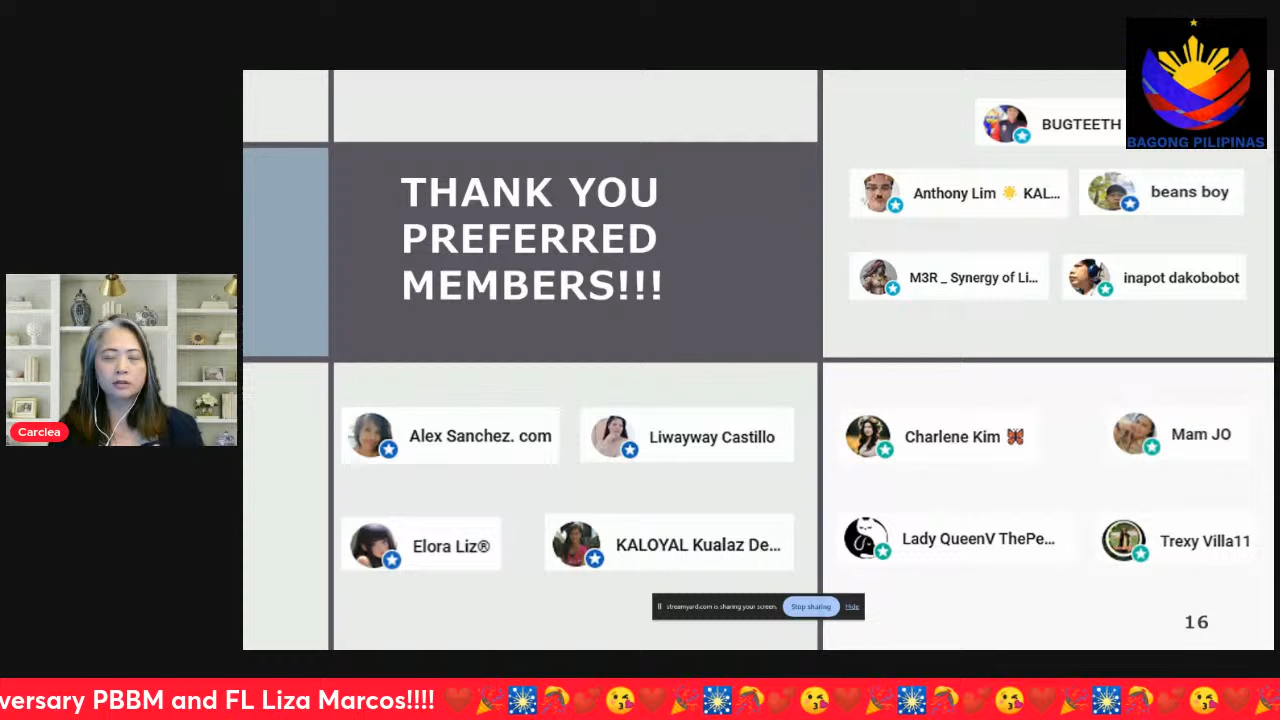 BAGONG PILIPINAS
THANK YOU
PREFERRED
MEMBERS!!!
BUGTEETH
Anthony Lim ☀️ KAL...
beans boy
M3R _ Synergy of Li...
inapot dakobobot
Carclea
Alex Sanchez. com
Liwayway Castillo
Charlene Kim 🦋
Mam JO
Elora Liz®
KALOYAL Kualaz De...
Lady QueenV ThePe...
Trexy Villa11
streamyard.com is sharing your screen.
Stop sharing
Hide
16
versary PBBM and FL Liza Marcos!!!! ❤️🎉🎇🪅💕😘❤️🎉🎇🪅💕😘❤️🎉🎇🪅💕😘❤️🎉🎇🪅💕😘❤️🎉